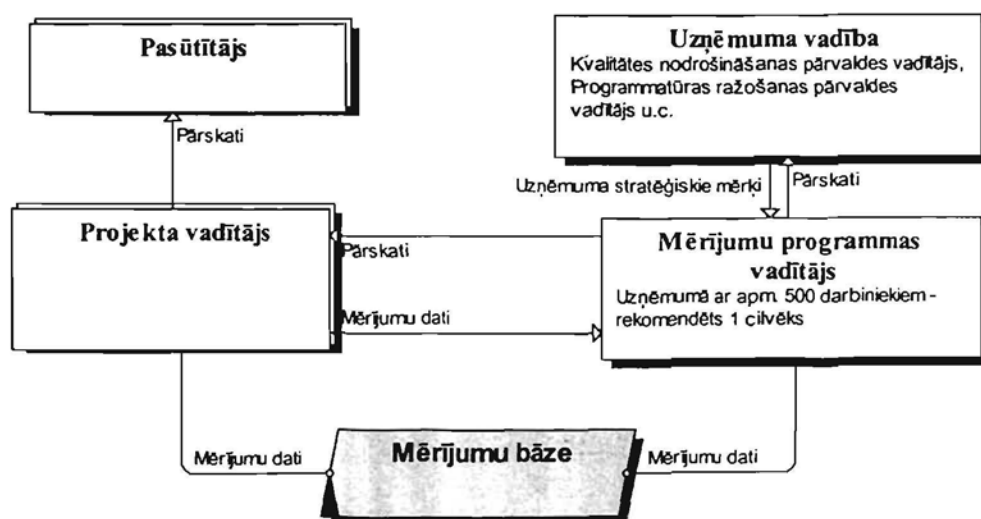 Pasūtītājs
Uzņēmuma vadība
Kvalitātes nodrošināšanas pārvaldes vadītājs,
Programmatūras ražošanas pārvaldes
vadītājs u.c.
Pārskati
Uzņēmuma stratēģiskie mērķi
Pārskati
Projekta vadītājs
Pārskati
Mērījumu programmas
vadītājs
Uzņēmumā ar apm. 500 darbiniekiem -
rekomendēts 1 cilvēks
Mērījumu dati
Mērījumu bāze
Mērījumu dati
Mērījumu dati